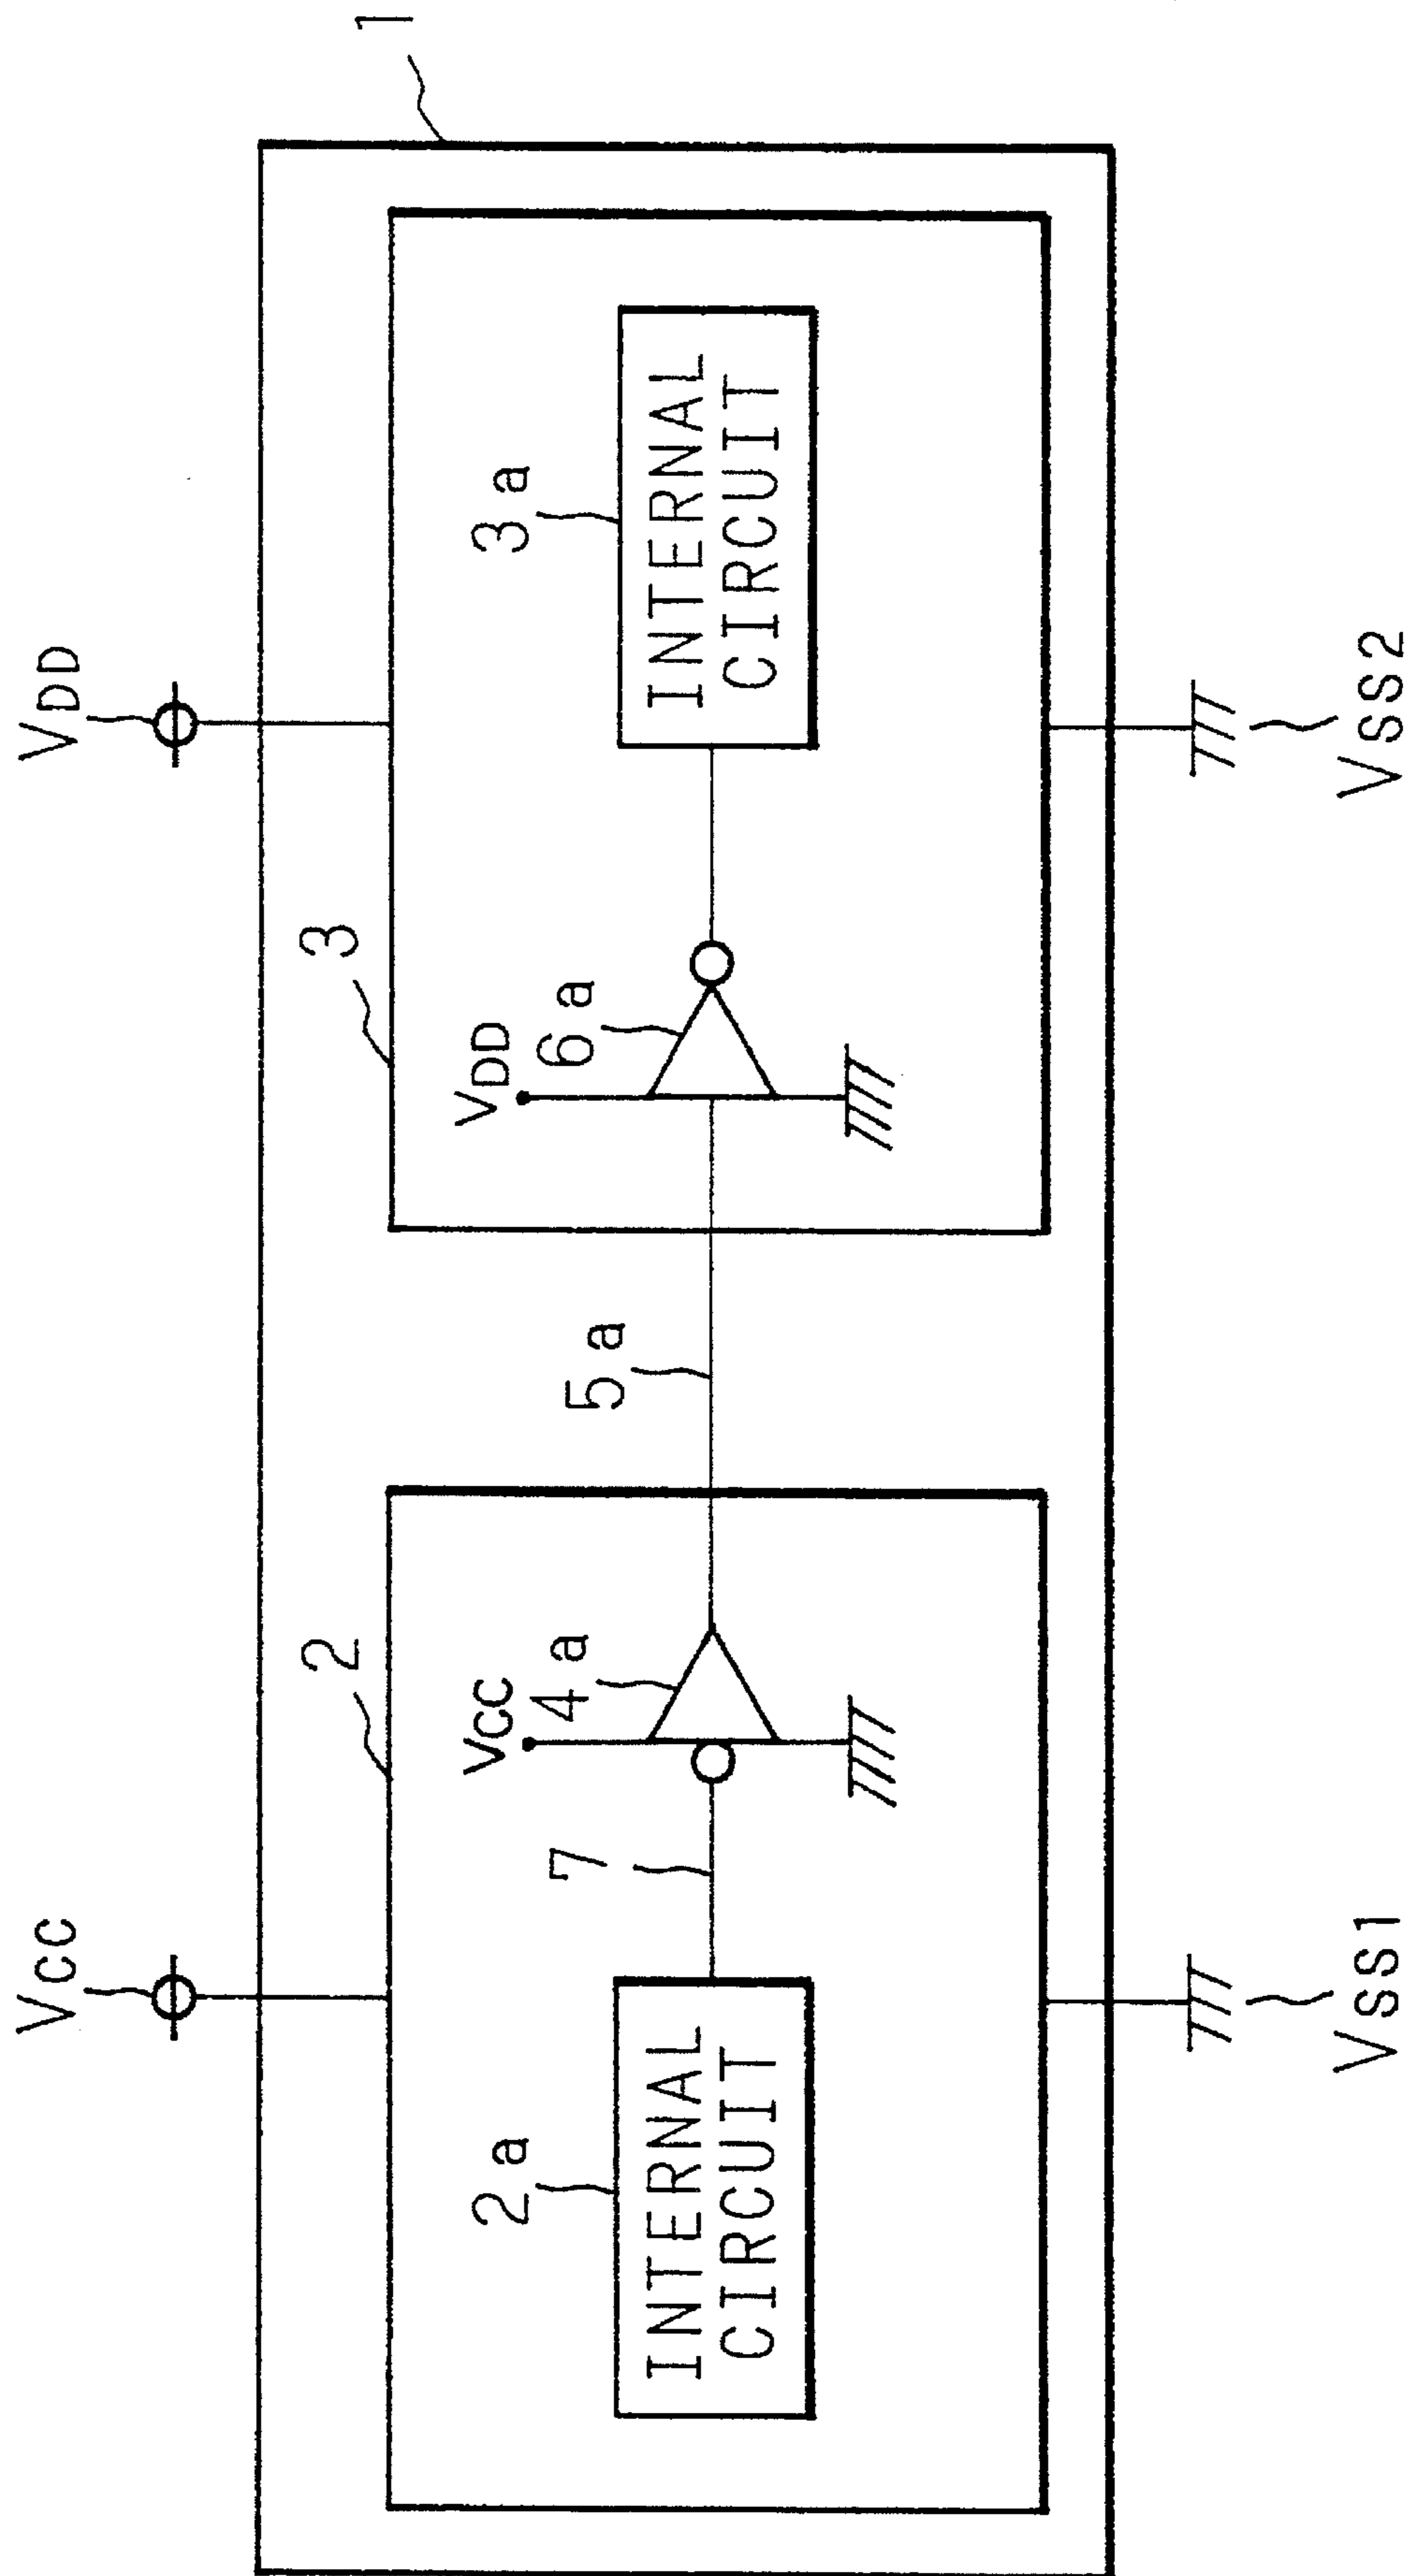 1
VCC
VDD
2
3
2a
7
VCC
4a
5a
VDD
6a
3a
INTERNAL
CIRCUIT
INTERNAL
CIRCUIT
VSS1
VSS2